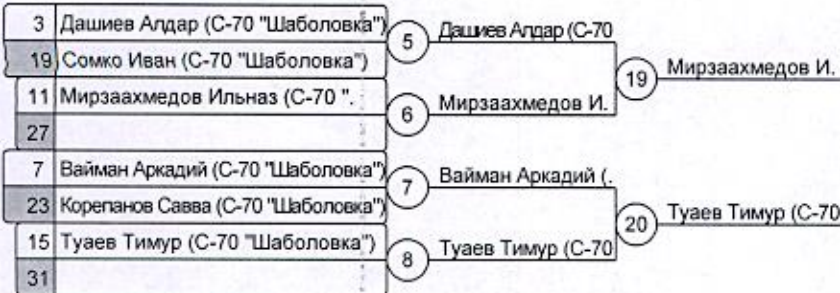 3 Дашиев Алдар (С-70 "Шаболовка")
19 Сомко Иван (С-70 "Шаболовка")
5 Дашиев Алдар (С-70
11 Мирзаахмедов Ильназ (С-70 ".
27
6 Мирзаахмедов И.
19 Мирзаахмедов И.
7 Вайман Аркадий (С-70 "Шаболовка")
23 Корепанов Савва (С-70 "Шаболовка")
7 Вайман Аркадий (.
15 Туаев Тимур (С-70 "Шаболовка")
31
8 Туаев Тимур (С-70
20 Туаев Тимур (С-70